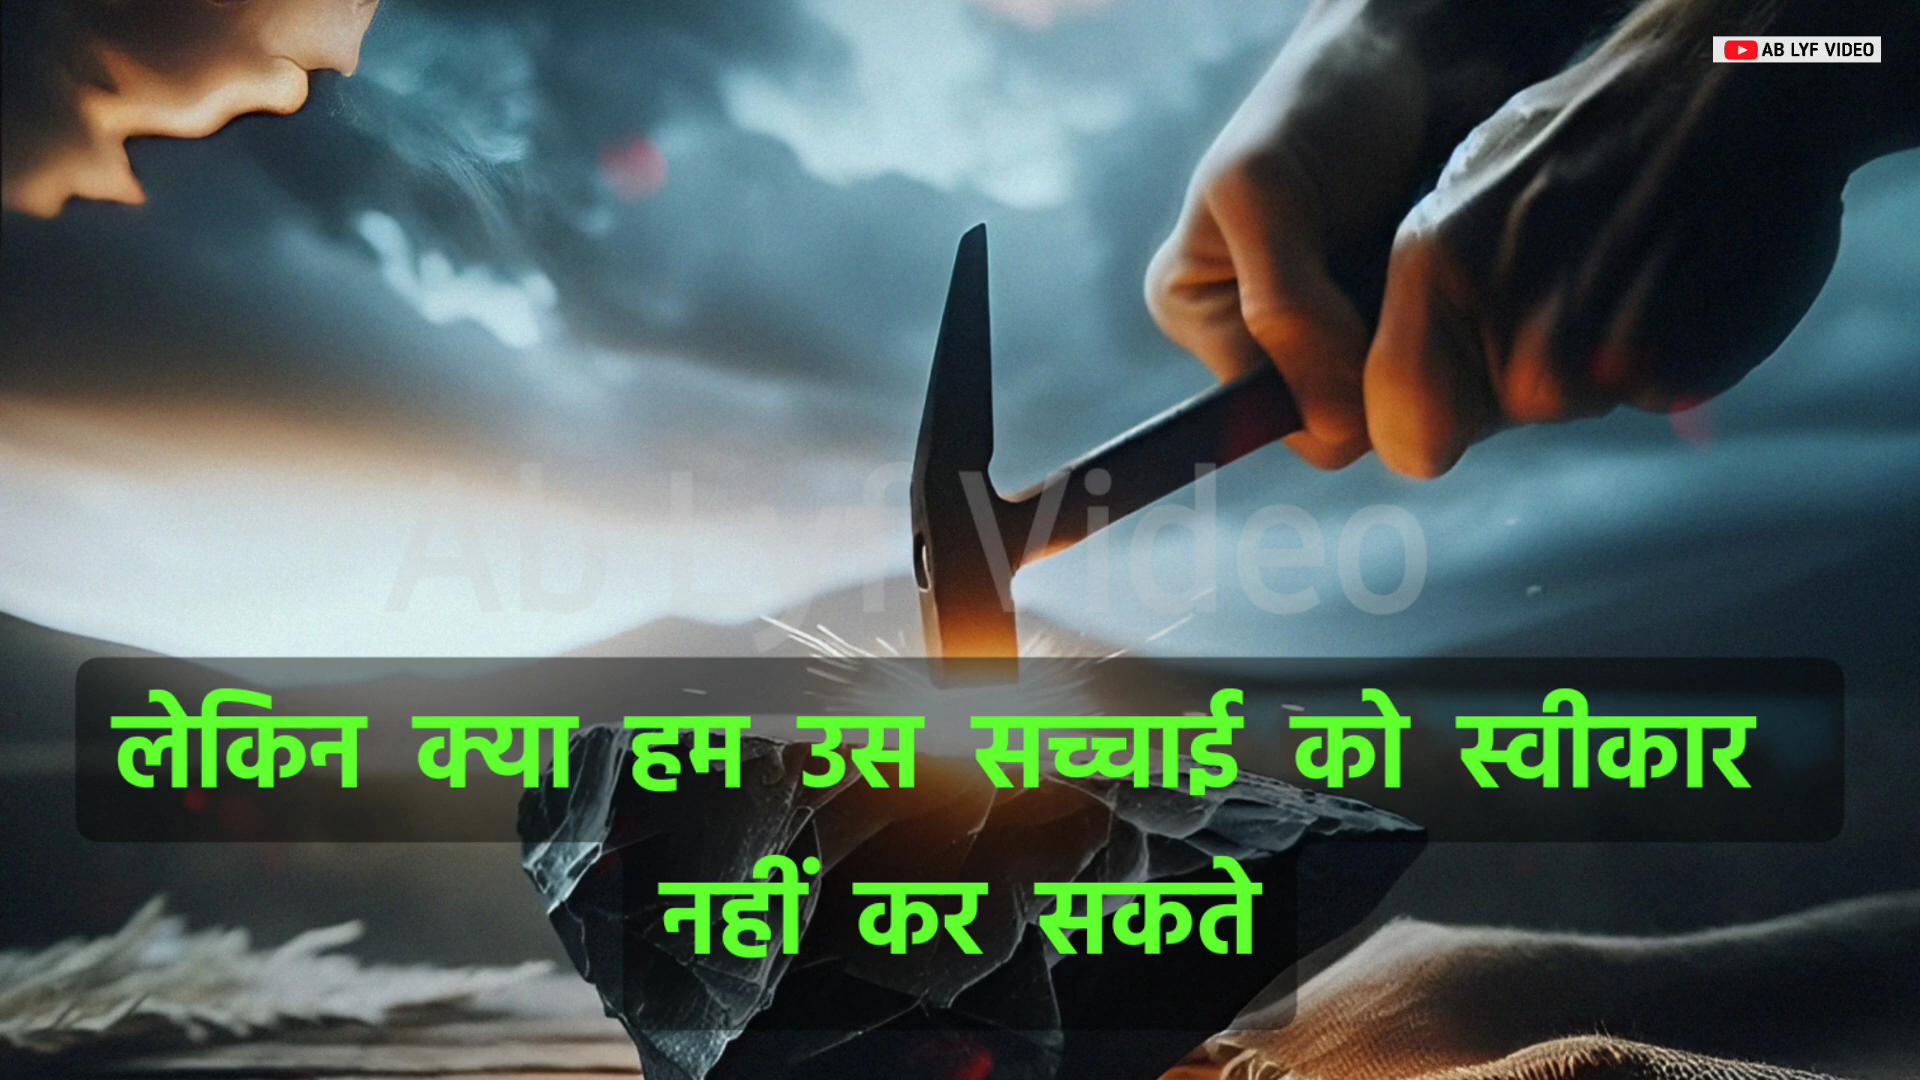 AB LYF VIDEO
Ab Lyf Video
लेकिन क्या हम उस सच्चाई को स्वीकार
नहीं कर सकते